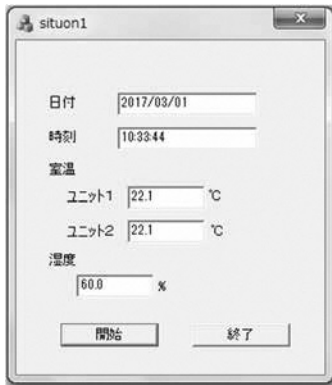 situon1
日付 2017/03/01
時刻 10:33:44
室温
ユニット1 22.1 ℃
ユニット2 22.1 ℃
湿度
60.0 %
開始 終了